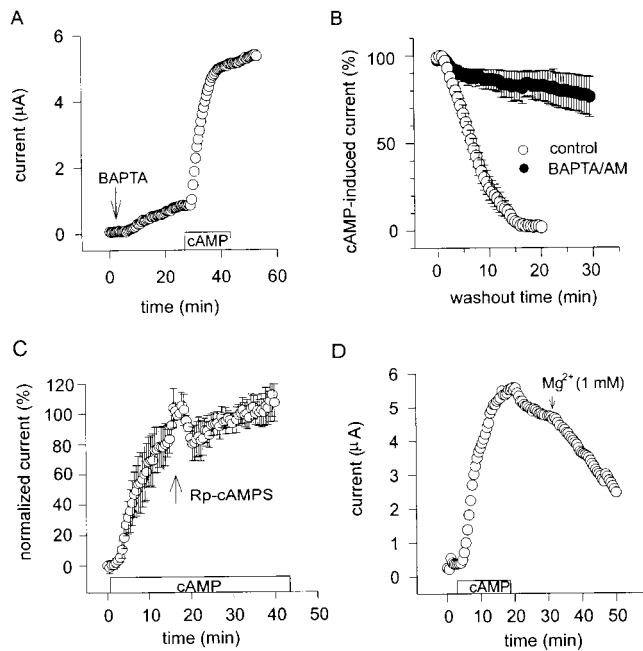 A
current (µA)
6
4
2
0
BAPTA
cAMP
0 20 40 60
time (min)
B
cAMP-induced current (%)
100
50
0
control
BAPTA/AM
0 10 20 30
washout time (min)
C
normalized current (%)
120
100
80
60
40
20
0
Rp-cAMPS
cAMP
0 10 20 30 40 50
time (min)
D
current (µA)
6
5
4
3
2
1
0
Mg²⁺ (1 mM)
cAMP
0 10 20 30 40 50
time (min)